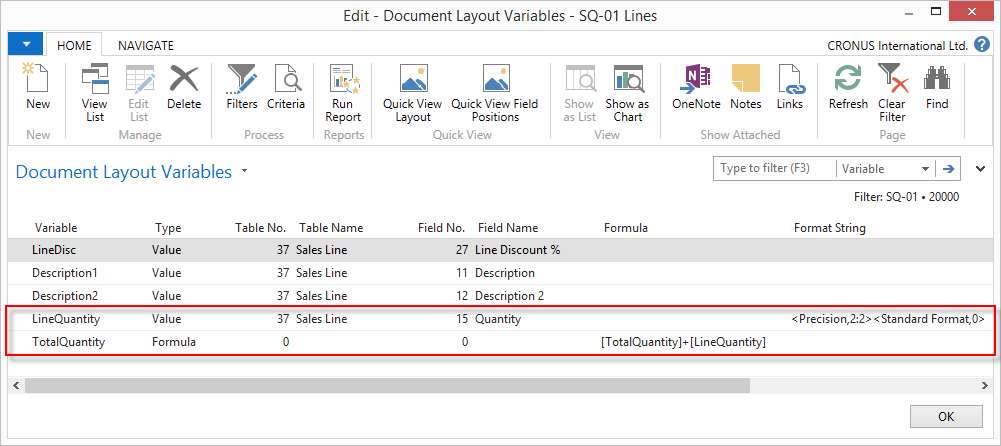 Edit - Document Layout Variables - SQ-01 Lines
HOME NAVIGATE CRONUS International Ltd. ?
New View List Edit List Delete Filters Criteria Run Report Quick View Layout Quick View Field Positions Show as List Show as Chart OneNote Notes Links Refresh Clear Filter Find
New Manage Process Reports Quick View View Show Attached Page
Document Layout Variables Type to filter (F3) Variable
Filter: SQ-01 • 20000
Variable Type Table No. Table Name Field No. Field Name Formula Format String
LineDisc Value 37 Sales Line 27 Line Discount %
Description1 Value 37 Sales Line 11 Description
Description2 Value 37 Sales Line 12 Description 2
LineQuantity Value 37 Sales Line 15 Quantity <Precision,2:2><Standard Format,0>
TotalQuantity Formula 0 0 [TotalQuantity]+[LineQuantity]
OK